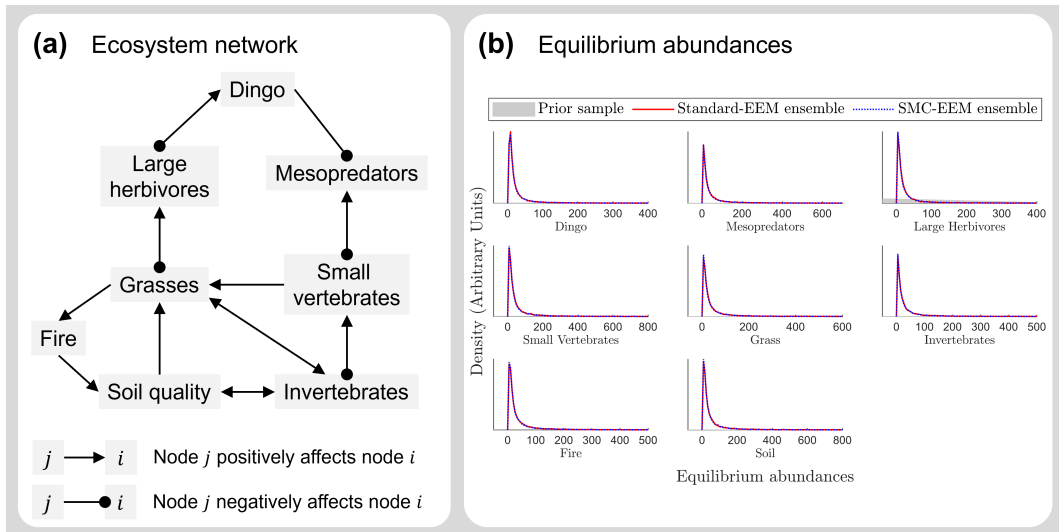 (a) Ecosystem network
Dingo
Large
herbivores
Mesopredators
Grasses
Small
vertebrates
Fire
Soil quality
Invertebrates
j i Node j positively affects node i
j i Node j negatively affects node i
(b) Equilibrium abundances
Prior sample Standard-EEM ensemble SMC-EEM ensemble
Density (Arbitrary Units)
0 100 200 300 400
Dingo
0 200 400 600
Mesopredators
0 100 200 300 400
Large Herbivores
0 200 400 600 800
Small Vertebrates
0 200 400 600
Grass
0 100 200 300 400 500
Invertebrates
0 100 200 300 400 500
Fire
0 200 400 600 800
Soil
Equilibrium abundances